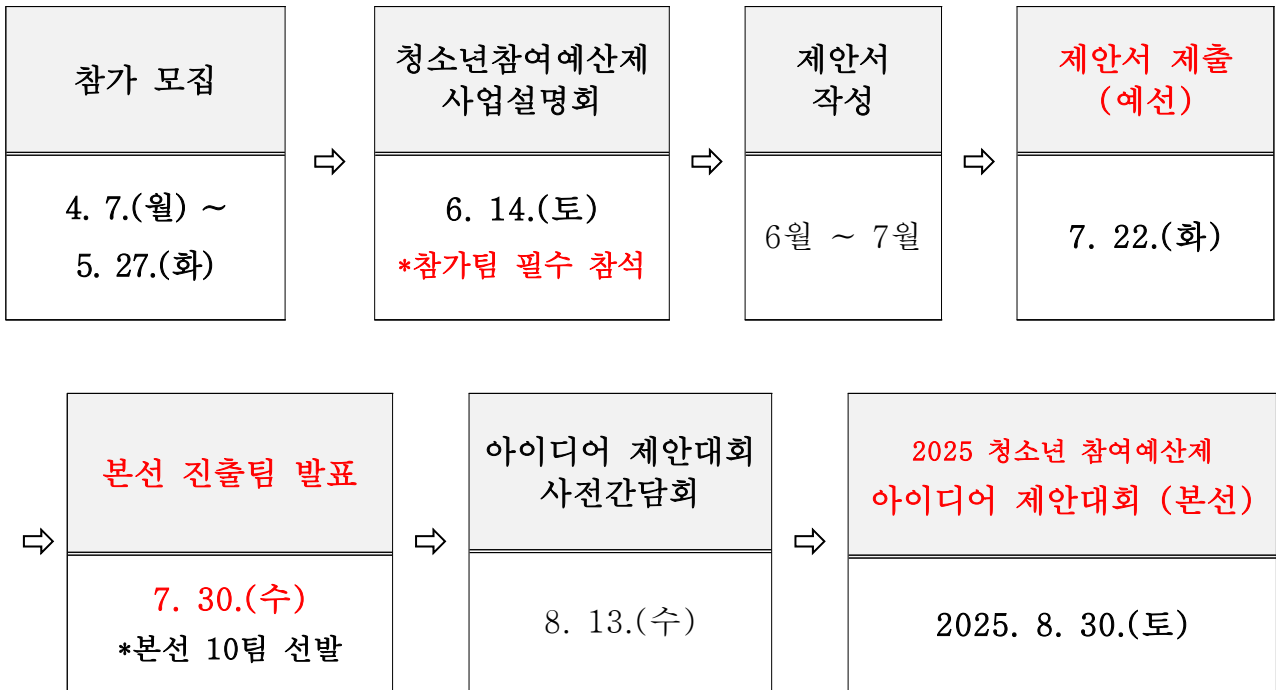 참가 모집
4. 7.(월) ~
5. 27.(화)
⇨
청소년참여예산제
사업설명회
6. 14.(토)
*참가팀 필수 참석
⇨
제안서
작성
6월 ~ 7월
⇨
제안서 제출
(예선)
7. 22.(화)
⇨
본선 진출팀 발표
7. 30.(수)
*본선 10팀 선발
⇨
아이디어 제안대회
사전간담회
8. 13.(수)
⇨
2025 청소년 참여예산제
아이디어 제안대회 (본선)
2025. 8. 30.(토)